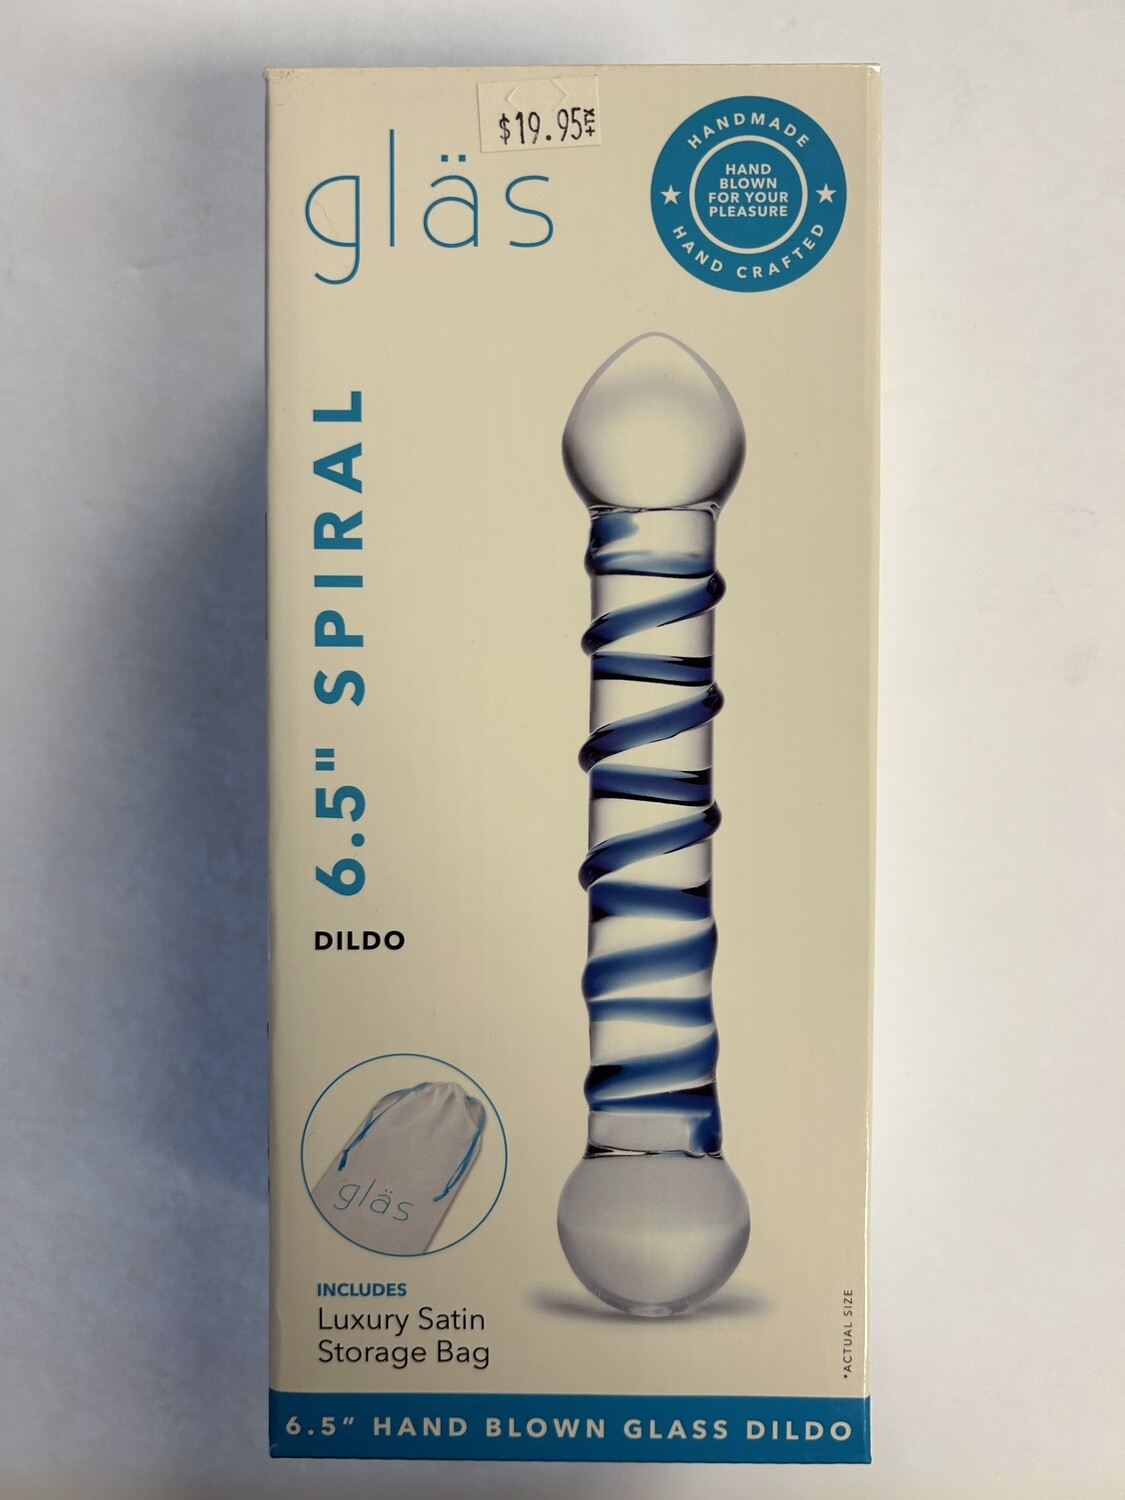 $19.95+TX
gläs
HANDMADE
HAND
BLOWN
FOR YOUR
PLEASURE
HAND CRAFTED
6.5" SPIRAL
DILDO
gläs
INCLUDES
Luxury Satin
Storage Bag
*ACTUAL SIZE
6.5" HAND BLOWN GLASS DILDO